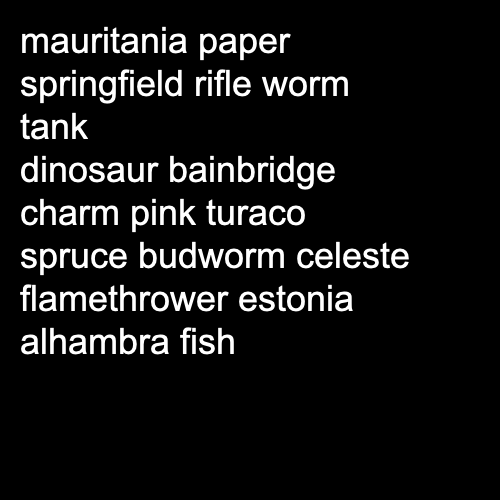 mauritania paper
springfield rifle worm
tank
dinosaur bainbridge
charm pink turaco
spruce budworm celeste
flamethrower estonia
alhambra fish